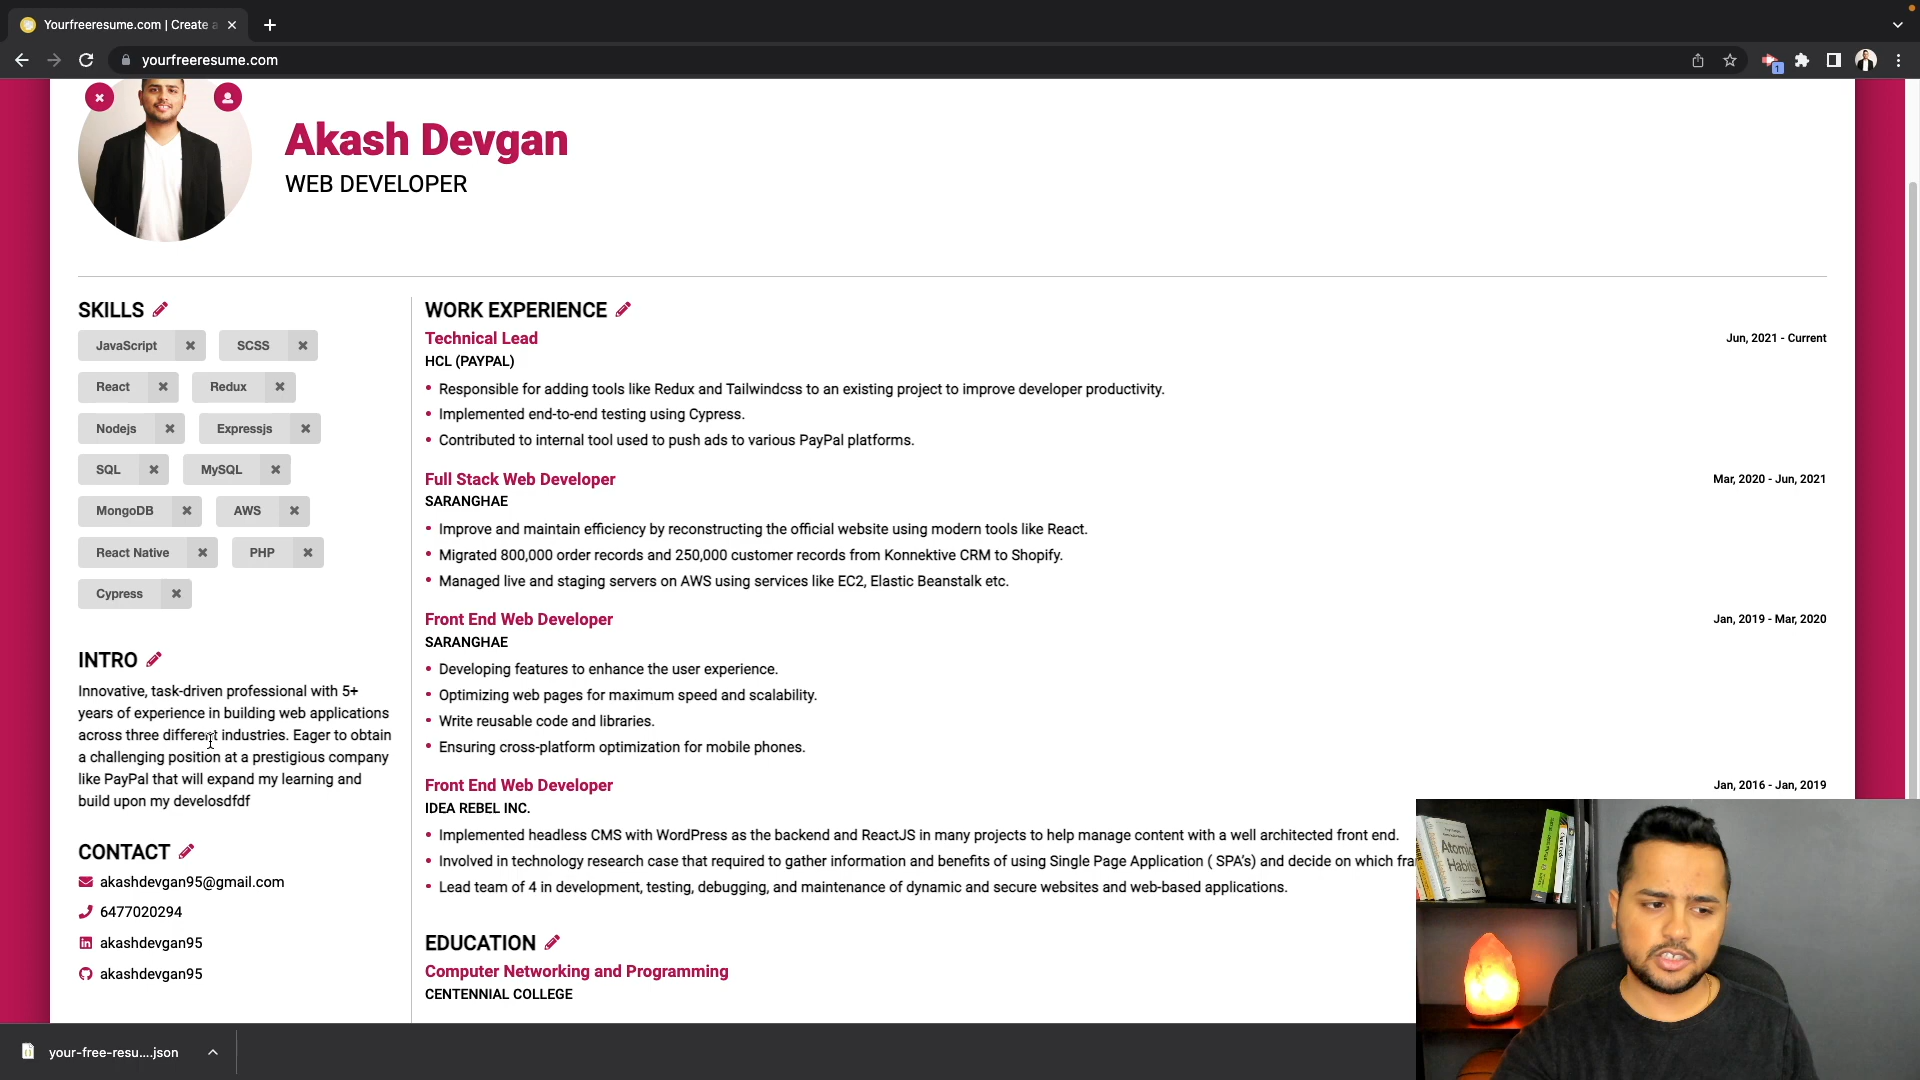 Yourfreeresume.com | Create a
yourfreeresume.com
1
Akash Devgan
WEB DEVELOPER
SKILLS
JavaScript
SCSS
React
Redux
Nodejs
Expressjs
SQL
MySQL
MongoDB
AWS
React Native
PHP
Cypress
INTRO
Innovative, task-driven professional with 5+
years of experience in building web applications
across three different industries. Eager to obtain
a challenging position at a prestigious company
like PayPal that will expand my learning and
build upon my develosdfdf
CONTACT
akashdevgan95@gmail.com
6477020294
akashdevgan95
akashdevgan95
WORK EXPERIENCE
Technical Lead
Jun, 2021 - Current
HCL (PAYPAL)
• Responsible for adding tools like Redux and Tailwindcss to an existing project to improve developer productivity.
• Implemented end-to-end testing using Cypress.
• Contributed to internal tool used to push ads to various PayPal platforms.
Full Stack Web Developer
Mar, 2020 - Jun, 2021
SARANGHAE
• Improve and maintain efficiency by reconstructing the official website using modern tools like React.
• Migrated 800,000 order records and 250,000 customer records from Konnektive CRM to Shopify.
• Managed live and staging servers on AWS using services like EC2, Elastic Beanstalk etc.
Front End Web Developer
Jan, 2019 - Mar, 2020
SARANGHAE
• Developing features to enhance the user experience.
• Optimizing web pages for maximum speed and scalability.
• Write reusable code and libraries.
• Ensuring cross-platform optimization for mobile phones.
Front End Web Developer
Jan, 2016 - Jan, 2019
IDEA REBEL INC.
• Implemented headless CMS with WordPress as the backend and ReactJS in many projects to help manage content with a well architected front end.
• Involved in technology research case that required to gather information and benefits of using Single Page Application ( SPA's) and decide on which fra
• Lead team of 4 in development, testing, debugging, and maintenance of dynamic and secure websites and web-based applications.
EDUCATION
Computer Networking and Programming
CENTENNIAL COLLEGE
your-free-resu....json
Atomic
Habits